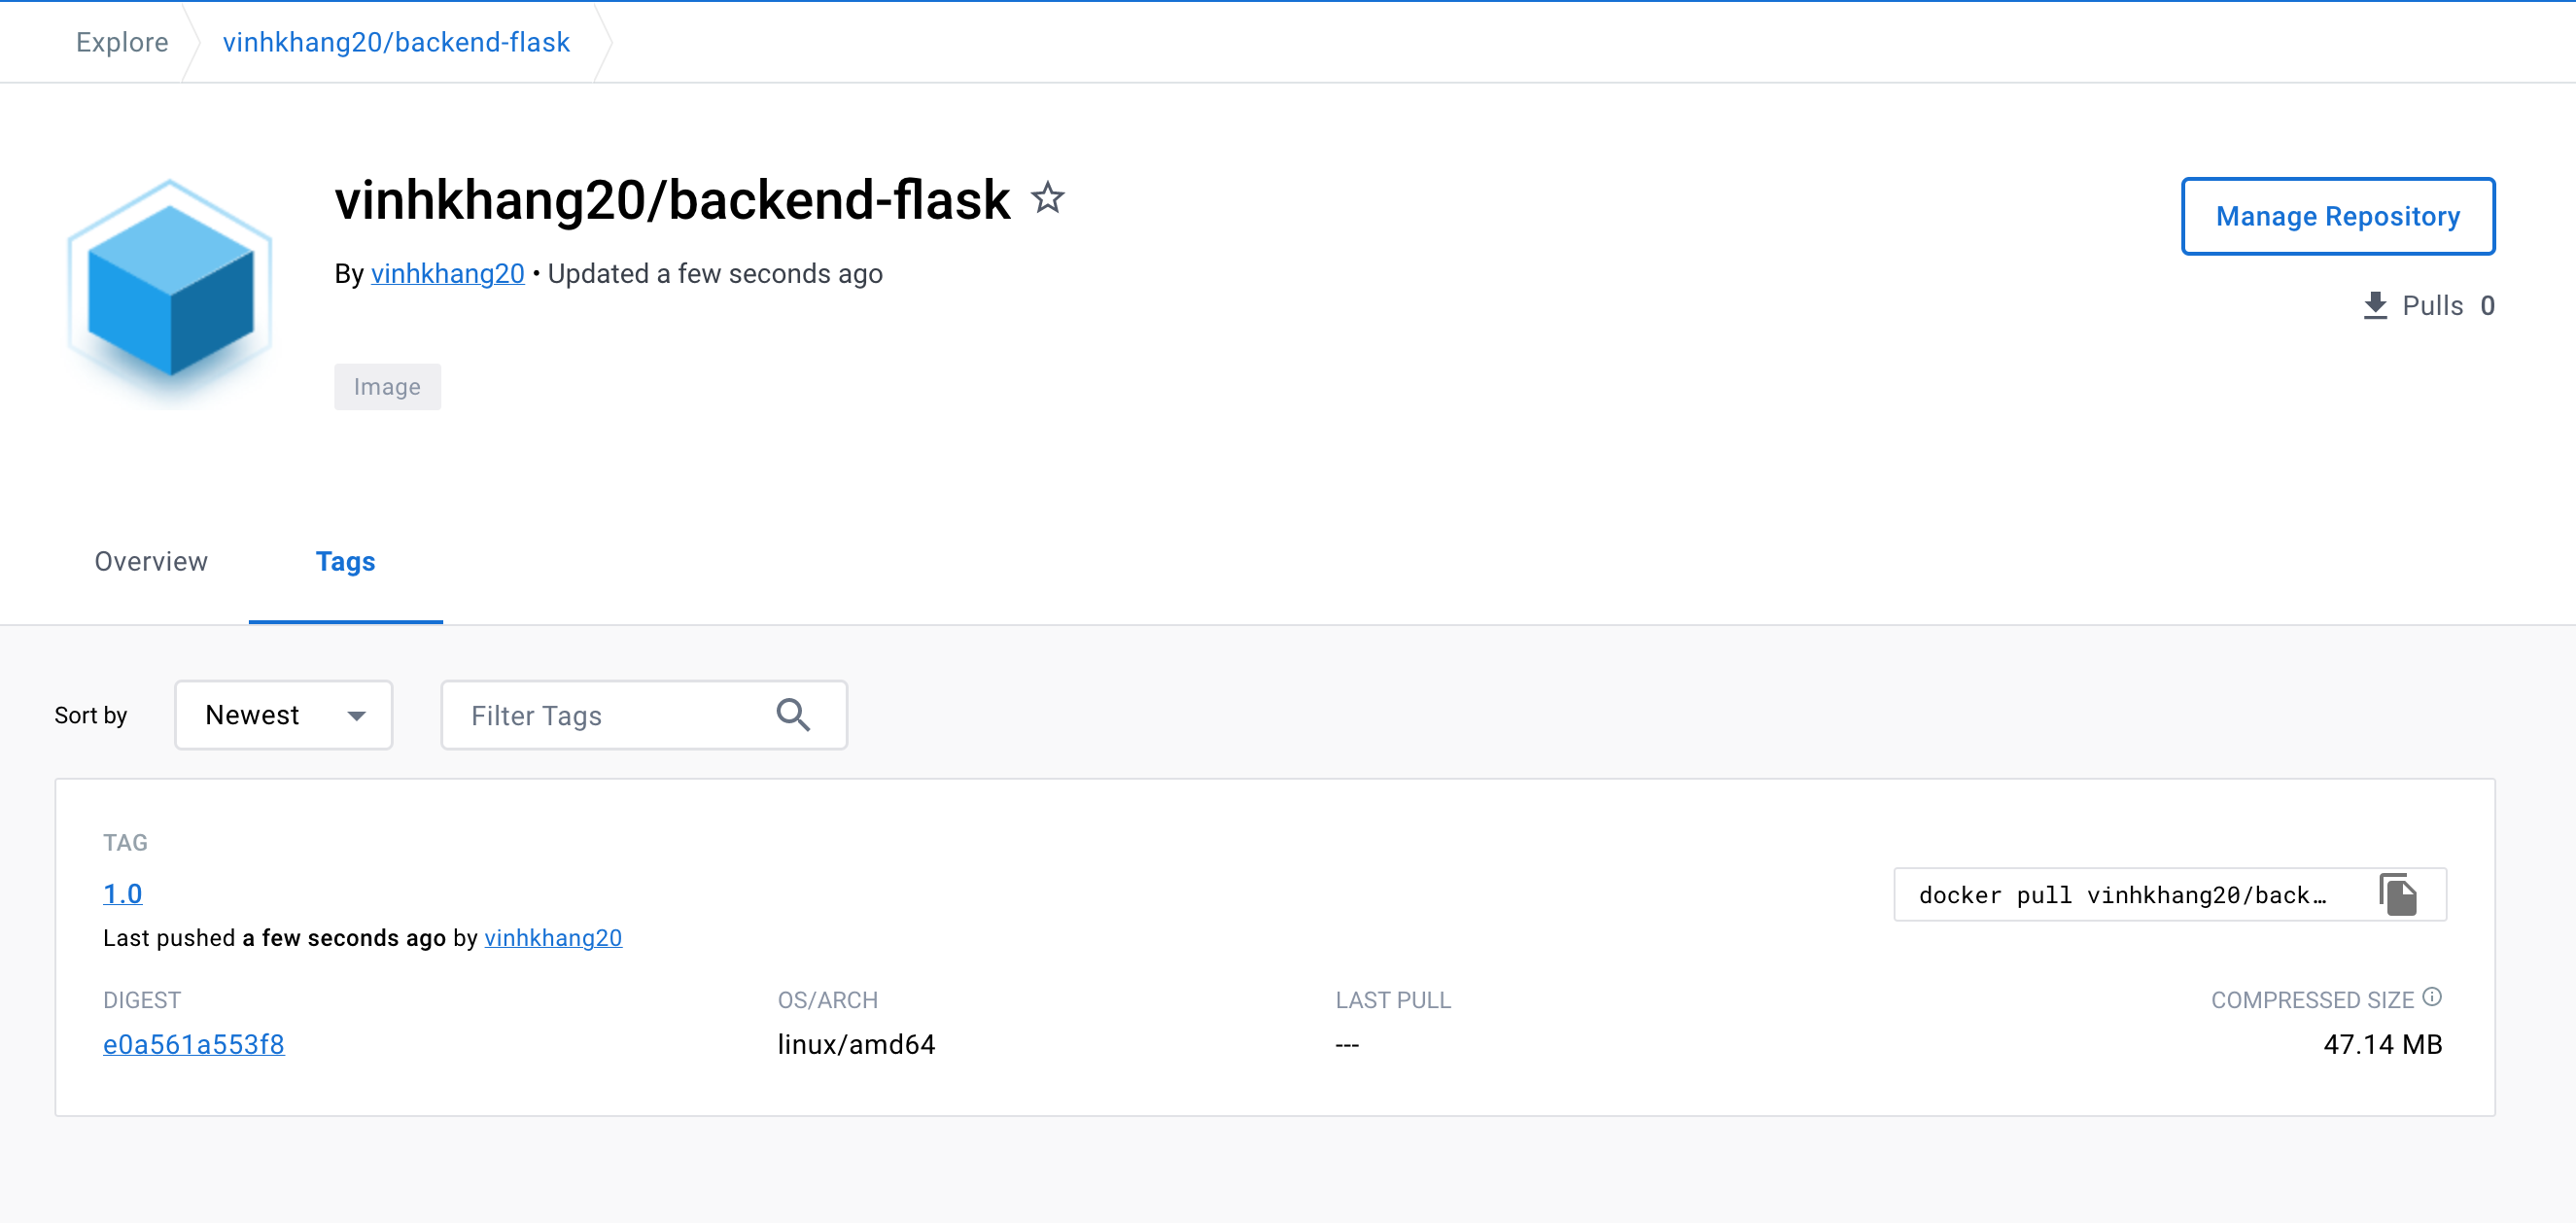 Explore
vinhkhang20/backend-flask
vinhkhang20/backend-flask
Manage Repository
By vinhkhang20 • Updated a few seconds ago
Pulls 0
Image
Overview
Tags
Sort by
Newest
Filter Tags
TAG
1.0
docker pull vinhkhang20/back…
Last pushed a few seconds ago by vinhkhang20
DIGEST
OS/ARCH
LAST PULL
COMPRESSED SIZE
e0a561a553f8
linux/amd64
---
47.14 MB